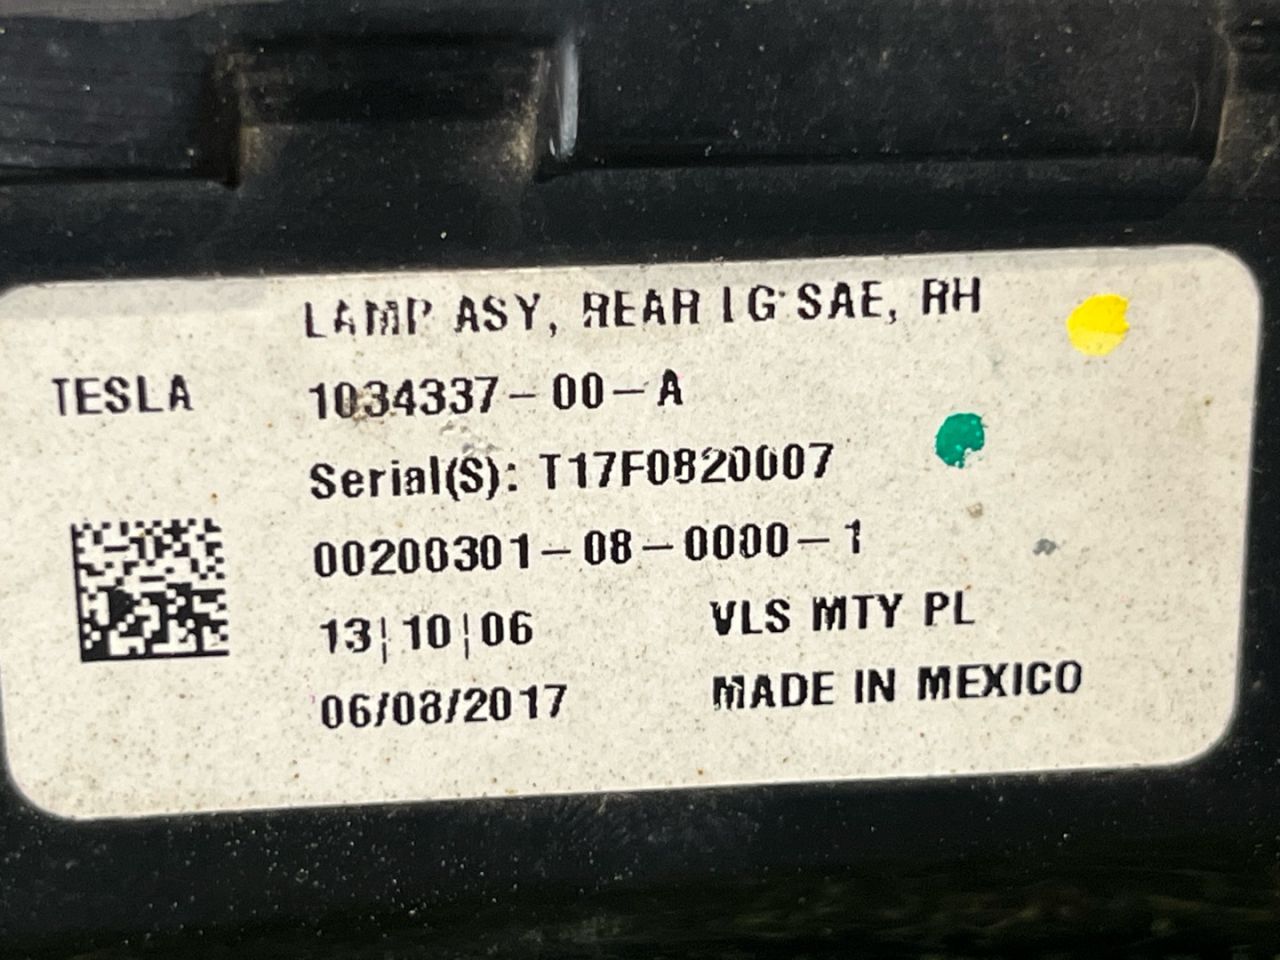 LAMP ASY, REAR LG SAE, RH
TESLA
1034337-00-A
Serial(S): T17F0820007
00200301-08-0000-1
13|10|06
VLS MTY PL
06/08/2017
MADE IN MEXICO